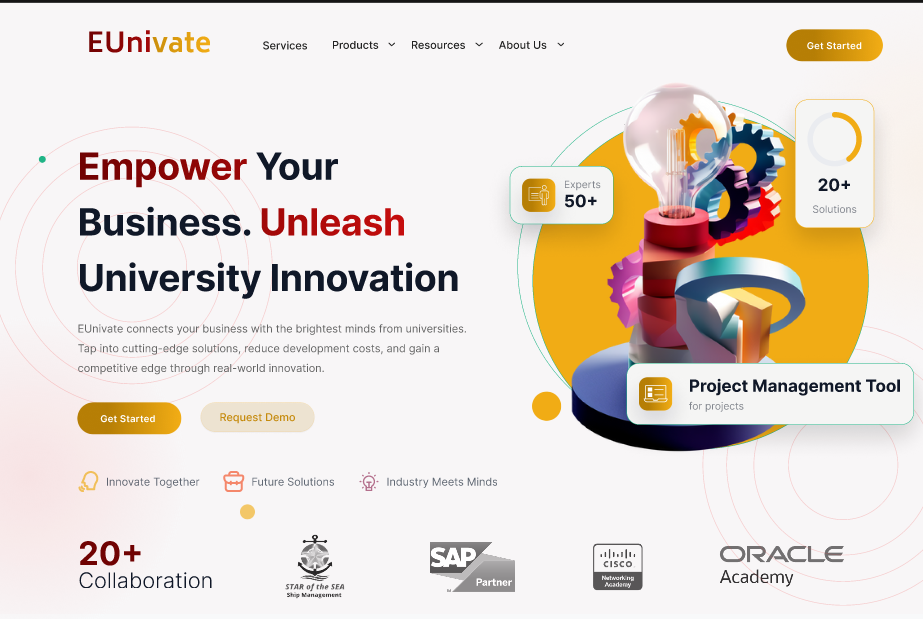 EUnivate
Services
Products
Resources
About Us
Get Started
Empower Your
Business. Unleash
University Innovation
EUnivate connects your business with the brightest minds from universities.
Tap into cutting-edge solutions, reduce development costs, and gain a
competitive edge through real-world innovation.
Get Started
Request Demo
Innovate Together
Future Solutions
Industry Meets Minds
Experts
50+
20+
Solutions
Project Management Tool
for projects
20+
Collaboration
STAR of the SEA
Ship Management
SAP
Partner
CISCO
Networking
Academy
ORACLE
Academy